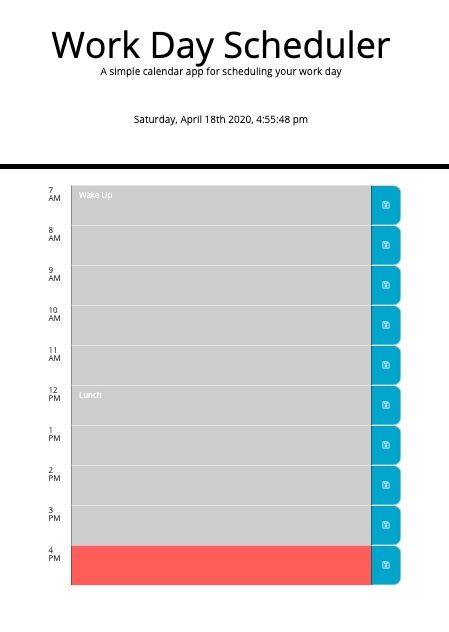 Work Day Scheduler
A simple calendar app for scheduling your work day
Saturday, April 18th 2020, 4:55:48 pm
7
AM
Wake Up
8
AM
9
AM
10
AM
11
AM
12
PM
Lunch
1
PM
2
PM
3
PM
4
PM